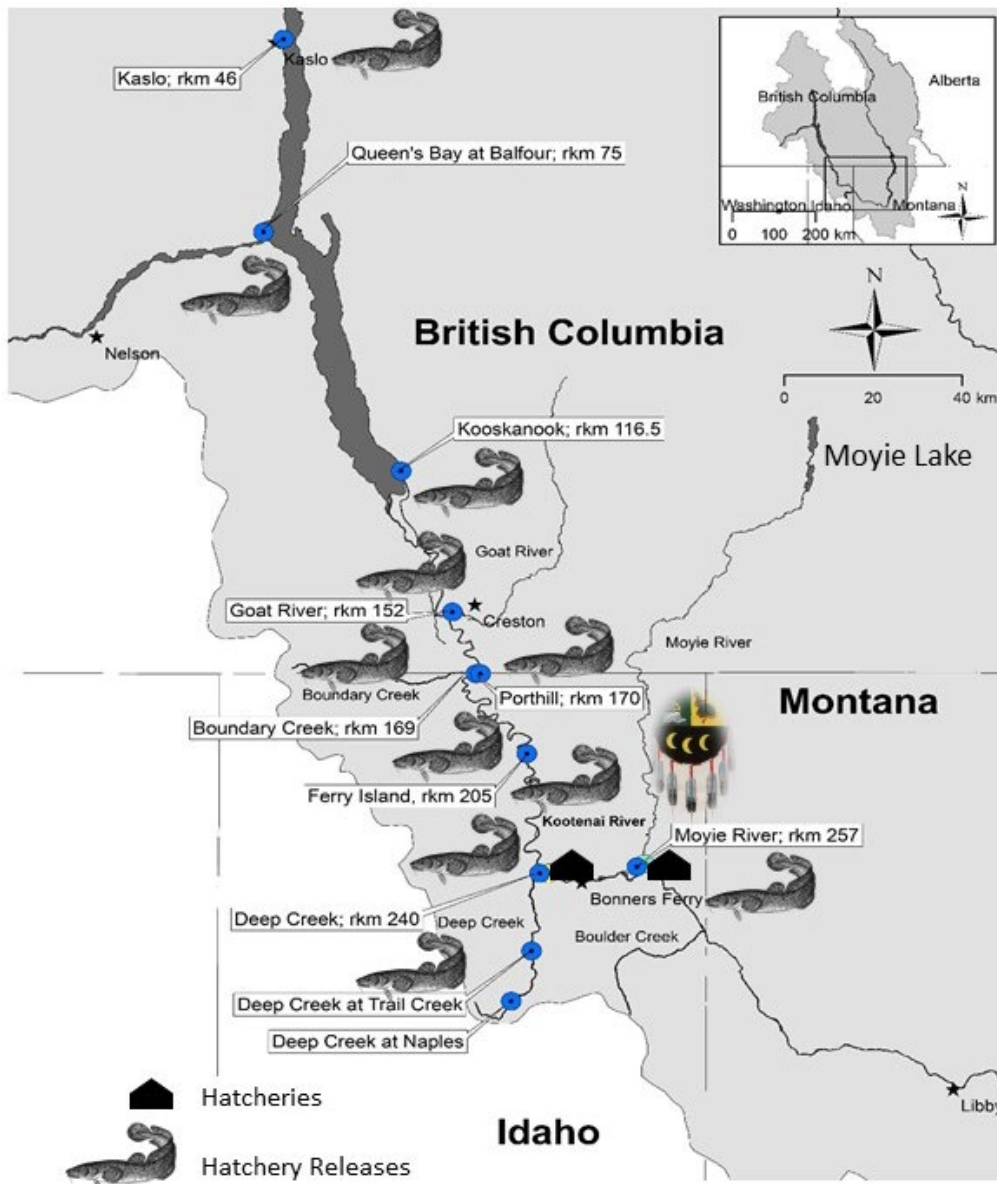 Kaslo
Kaslo; rkm 46
Queen's Bay at Balfour; rkm 75
Alberta
British Columbia
Washington
Idaho
Montana
N
0 100 200 km
Nelson
British Columbia
N
0 20 40 km
Kooskanook; rkm 116.5
Moyie Lake
Goat River
Goat River; rkm 152
Creston
Moyie River
Boundary Creek
Porthill; rkm 170
Montana
Boundary Creek; rkm 169
Ferry Island, rkm 205
Kootenai River
Moyie River; rkm 257
Bonners Ferry
Deep Creek; rkm 240
Deep Creek
Boulder Creek
Deep Creek at Trail Creek
Deep Creek at Naples
Libby
Hatcheries
Idaho
Hatchery Releases